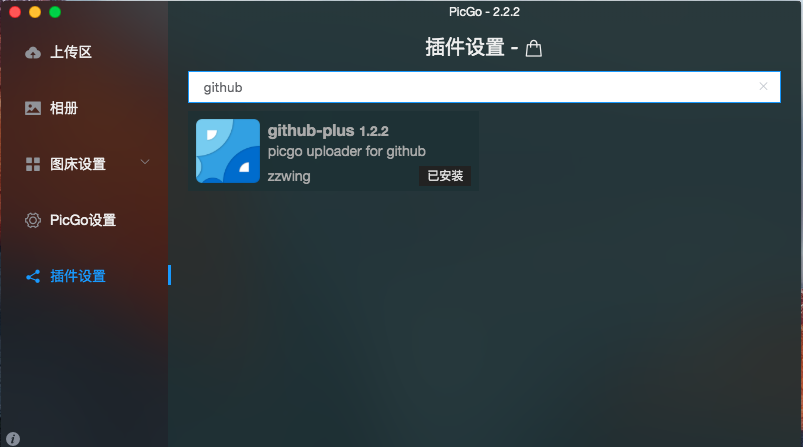 PicGo - 2.2.2
上传区
相册
图床设置
PicGo设置
插件设置
插件设置 -
github
github-plus 1.2.2
picgo uploader for github
zzwing
已安装